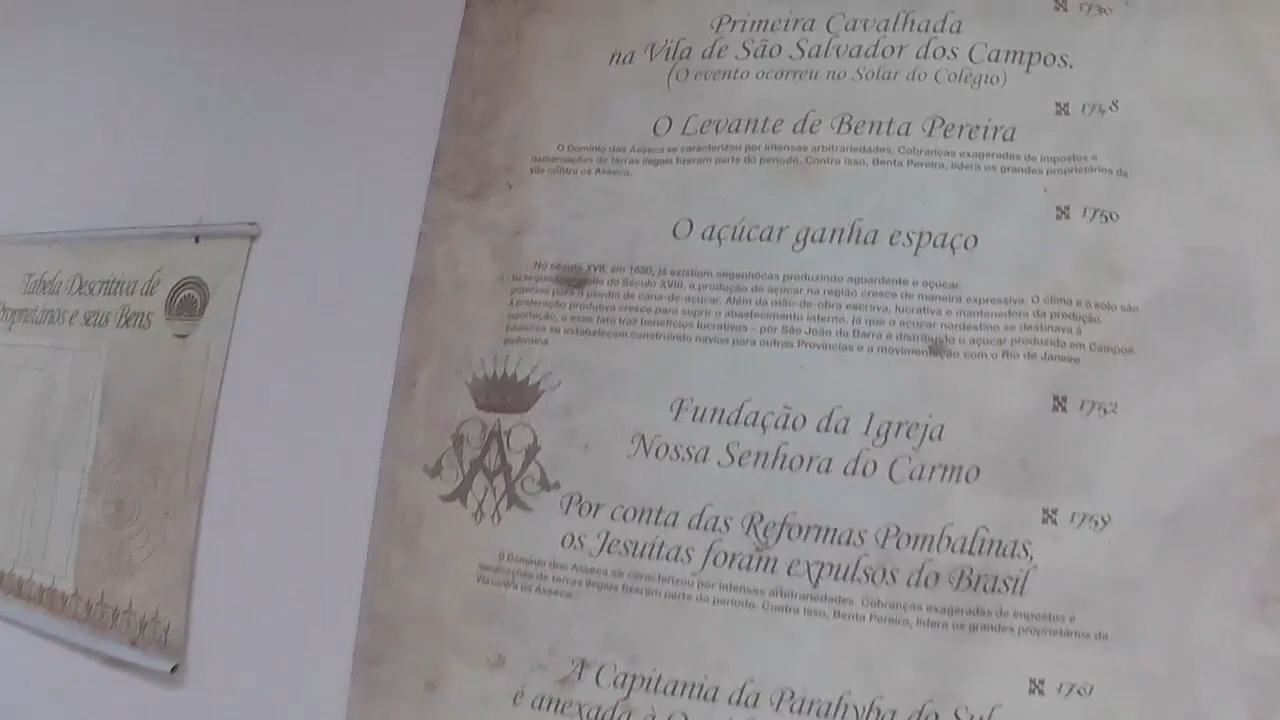 Tabela Descritiva de
Proprietários e seus Bens
1730
Primeira Cavalhada
na Vila de São Salvador dos Campos.
(O evento ocorreu no Solar do Colégio)
1748
O Levante de Benta Pereira
O Domínio dos Asseca se caracterizou por intensas arbitrariedades. Cobranças exageradas de impostos e
demarcações de terras ilegais fizeram parte do período. Contra isso, Benta Pereira, lidera os grandes proprietários da
Vila contra os Asseca.
1750
O açúcar ganha espaço
No século XVII, em 1650, já existiam engenhocas produzindo aguardente e açúcar.
do Século XVIII, a produção de açúcar na região cresce de maneira expressiva. O clima e o solo são
propícios para o plantio de cana-de-açúcar. Além da mão-de-obra escrava, lucrativa e mantenedora da produção.
A aceleração produtiva cresce para suprir o abastecimento interno, já que o açúcar nordestino se destinava à
exportação, e esse fato traz benefícios lucrativos - por São João da Barra é distribuído o açúcar produzido em Campos.
se estabelecem construindo navios para outras Províncias e a movimentação com o Rio de Janeiro
1752
Fundação da Igreja
Nossa Senhora do Carmo
1759
Por conta das Reformas Pombalinas,
os Jesuítas foram expulsos do Brasil
O Domínio dos Asseca se caracterizou por intensas arbitrariedades. Cobranças exageradas de impostos e
demarcações de terras ilegais fizeram parte do período. Contra isso, Benta Pereira, lidera os grandes proprietários da
Vila contra os Asseca.
1761
A Capitania da Parahyba do Sul
é anexada à